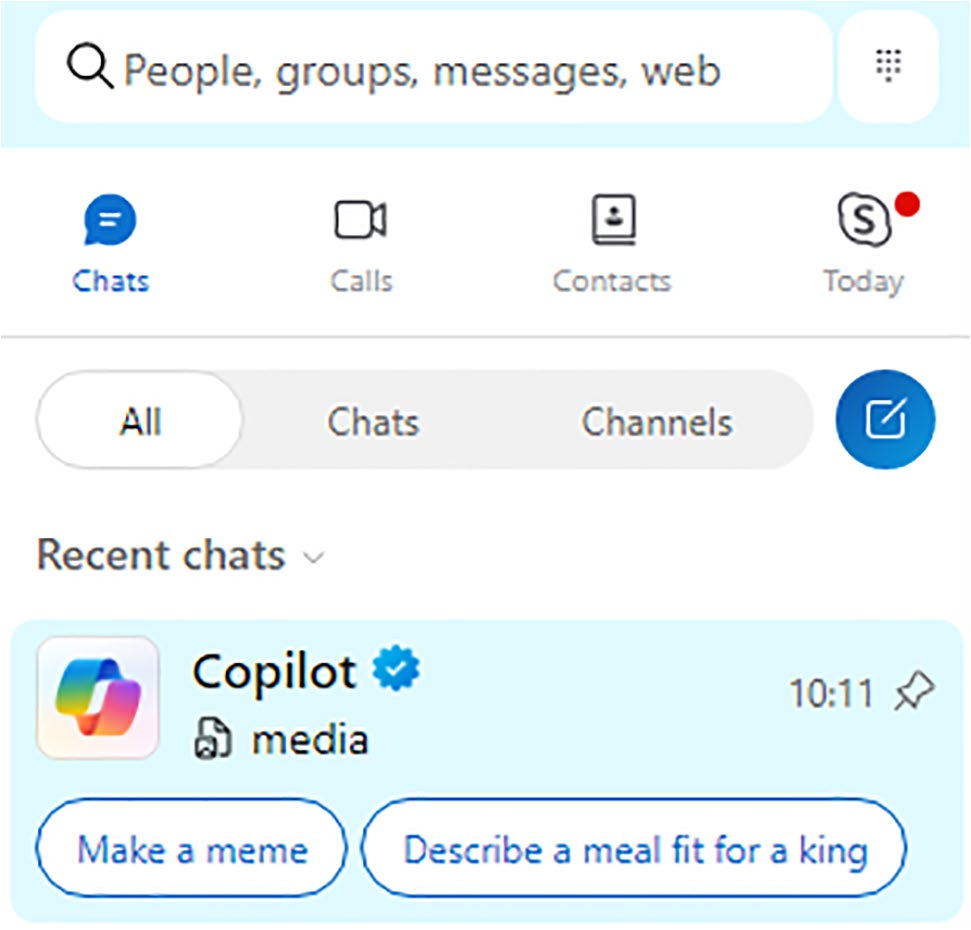 People, groups, messages, web
Chats Calls Contacts Today
All Chats Channels
Recent chats
Copilot
10:11
media
Make a meme Describe a meal fit for a king